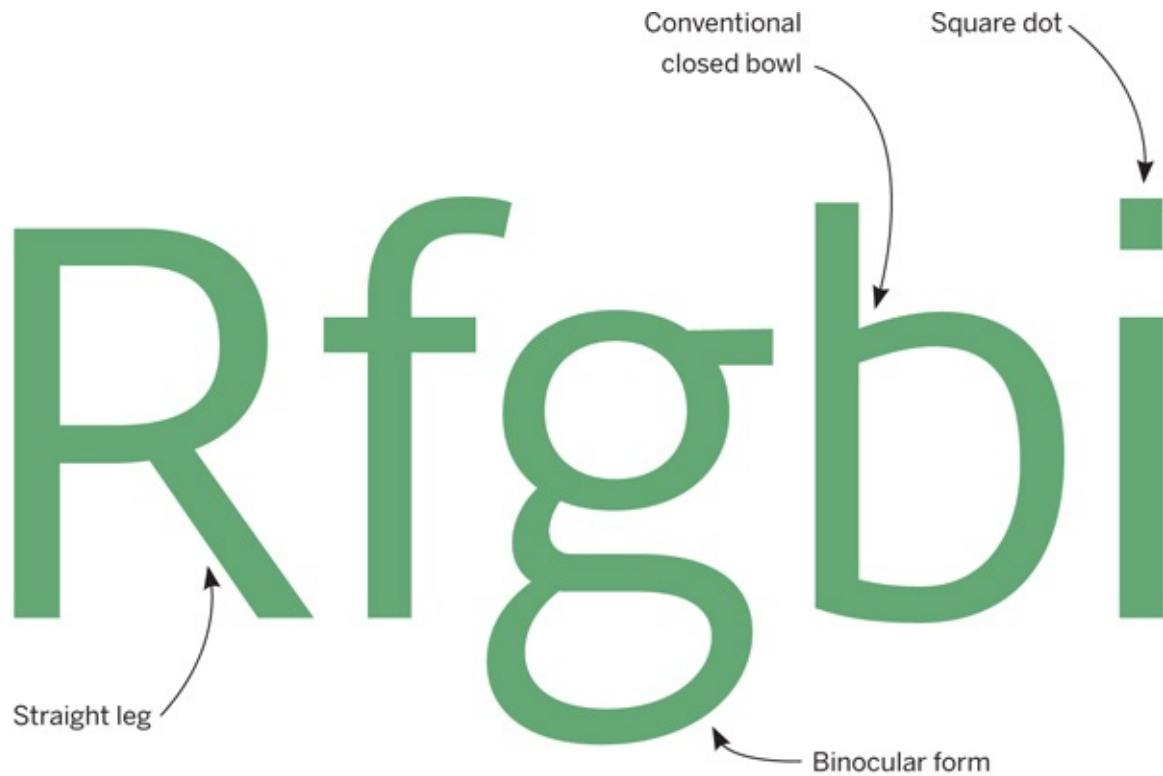 Conventional
closed bowl
Square dot
Rfgbi
Straight leg
Binocular form